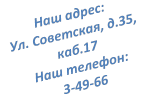 Наш адрес:
Ул. Советская, д.35,
каб.17
Наш телефон:
3-49-66